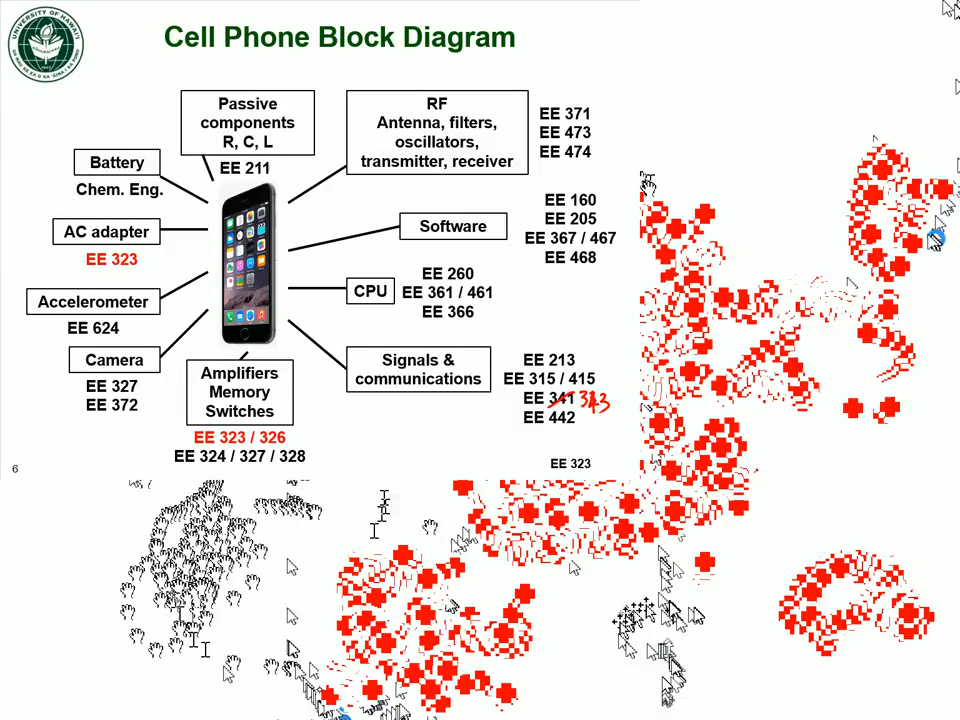 UNIVERSITY OF HAWAI'I
Cell Phone Block Diagram
Passive
components
R, C, L
EE 211
RF
Antenna, filters,
oscillators,
transmitter, receiver
EE 371
EE 473
EE 474
Battery
Chem. Eng.
AC adapter
EE 323
Software
EE 160
EE 205
EE 367 / 467
EE 468
Accelerometer
EE 624
CPU
EE 260
EE 361 / 461
EE 366
Camera
EE 327
EE 372
Amplifiers
Memory
Switches
EE 323 / 326
EE 324 / 327 / 328
Signals &
communications
EE 213
EE 315 / 415
EE 341
EE 442
6
EE 323